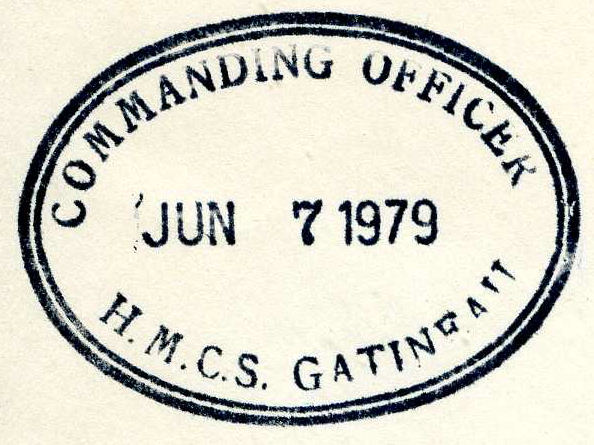 COMMANDING OFFICER
JUN 7 1979
H.M.C.S. GATINEAU